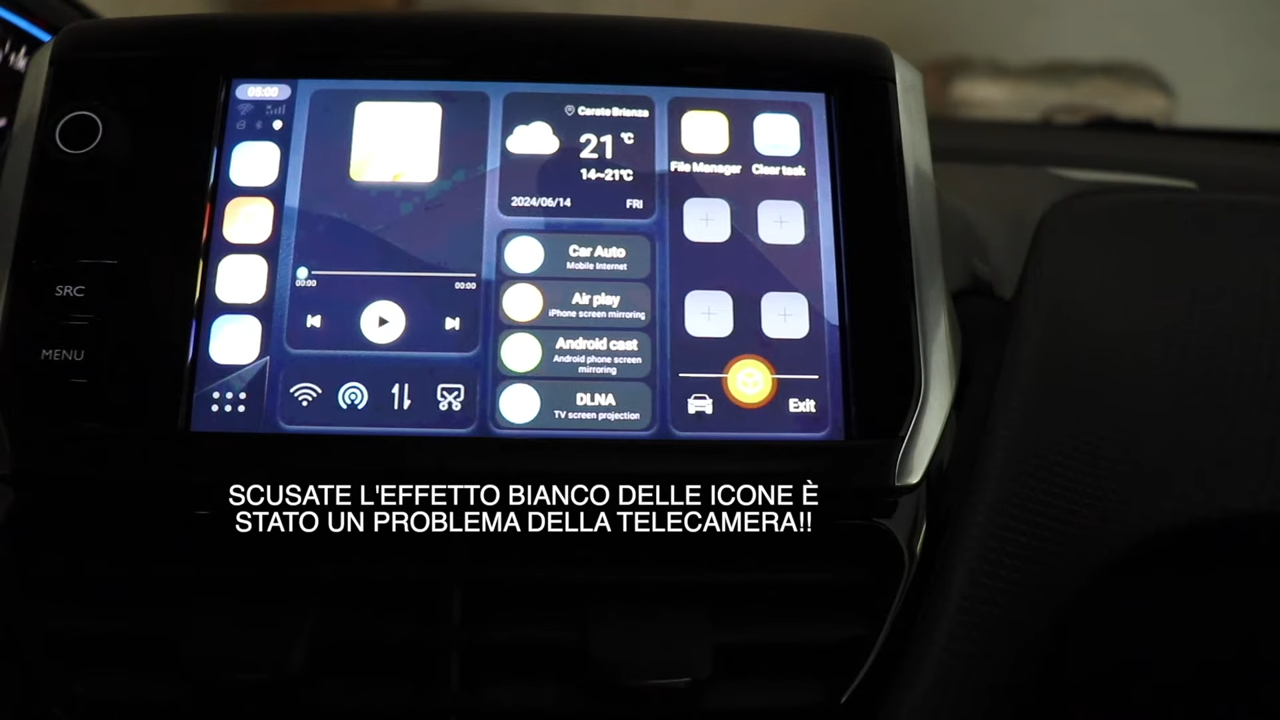 05:00
SRC
MENU
00:00
00:00
Carate Brianza
21 °C
14~21°C
2024/06/14
FRI
Car Auto
Mobile Internet
Air play
iPhone screen mirroring
Android cast
Android phone screen
mirroring
DLNA
TV screen projection
File Manager
Clear task
Exit
SCUSATE L'EFFETTO BIANCO DELLE ICONE È
STATO UN PROBLEMA DELLA TELECAMERA!!